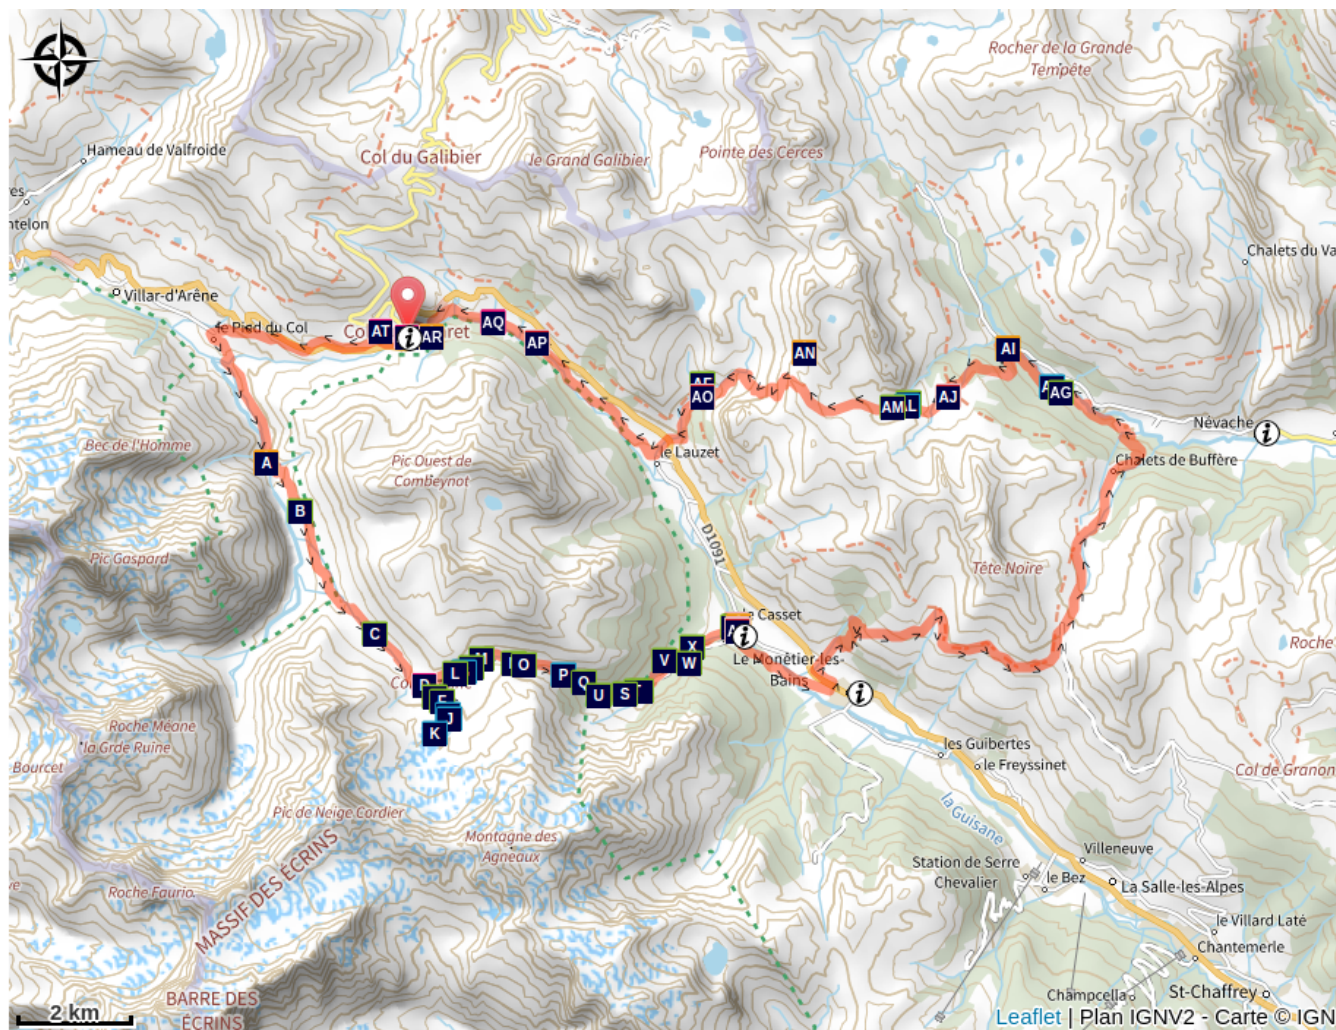 Rocher de la Grande
Tempête
Hameau de Valfroide
Col du Galibier
le Grand Galibier
Pointe des Cerces
Chalets du Va
Villar-d'Arène
le Pied du Col
AT
i
AR
AQ
AP
AN
AI
AG
AO
AM
AJ
Névache
i
Bec de l'Homme
A
Pic Ouest de
Combeynot
le Lauzet
Chalets de Buffère
B
Pic Gaspard
D1091
Tête Noire
C
le Casset
i
Roche
L
O
P
Q
U
S
V
X
W
Le Monêtier-les-
Bains
i
J
K
Roche Méane
la Grde Ruine
Bourcet
les Guibertes
le Freyssinet
Col de Granon
Pic de Neige Cordier
la Guisane
Montagne des
Agneaux
Villeneuve
Station de Serre
Chevalier
le Bez
La Salle-les-Alpes
Roche Faurio
MASSIF DES ÉCRINS
le Villard Laté
Chantemerle
BARRE DES
ÉCRINS
Champcella
St-Chaffrey
2 km
Leaflet | Plan IGNV2 - Carte © IGN